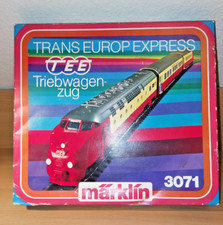 TRANS EUROP EXPRESS
TEE
Triebwagen-
zug
märklin
3071